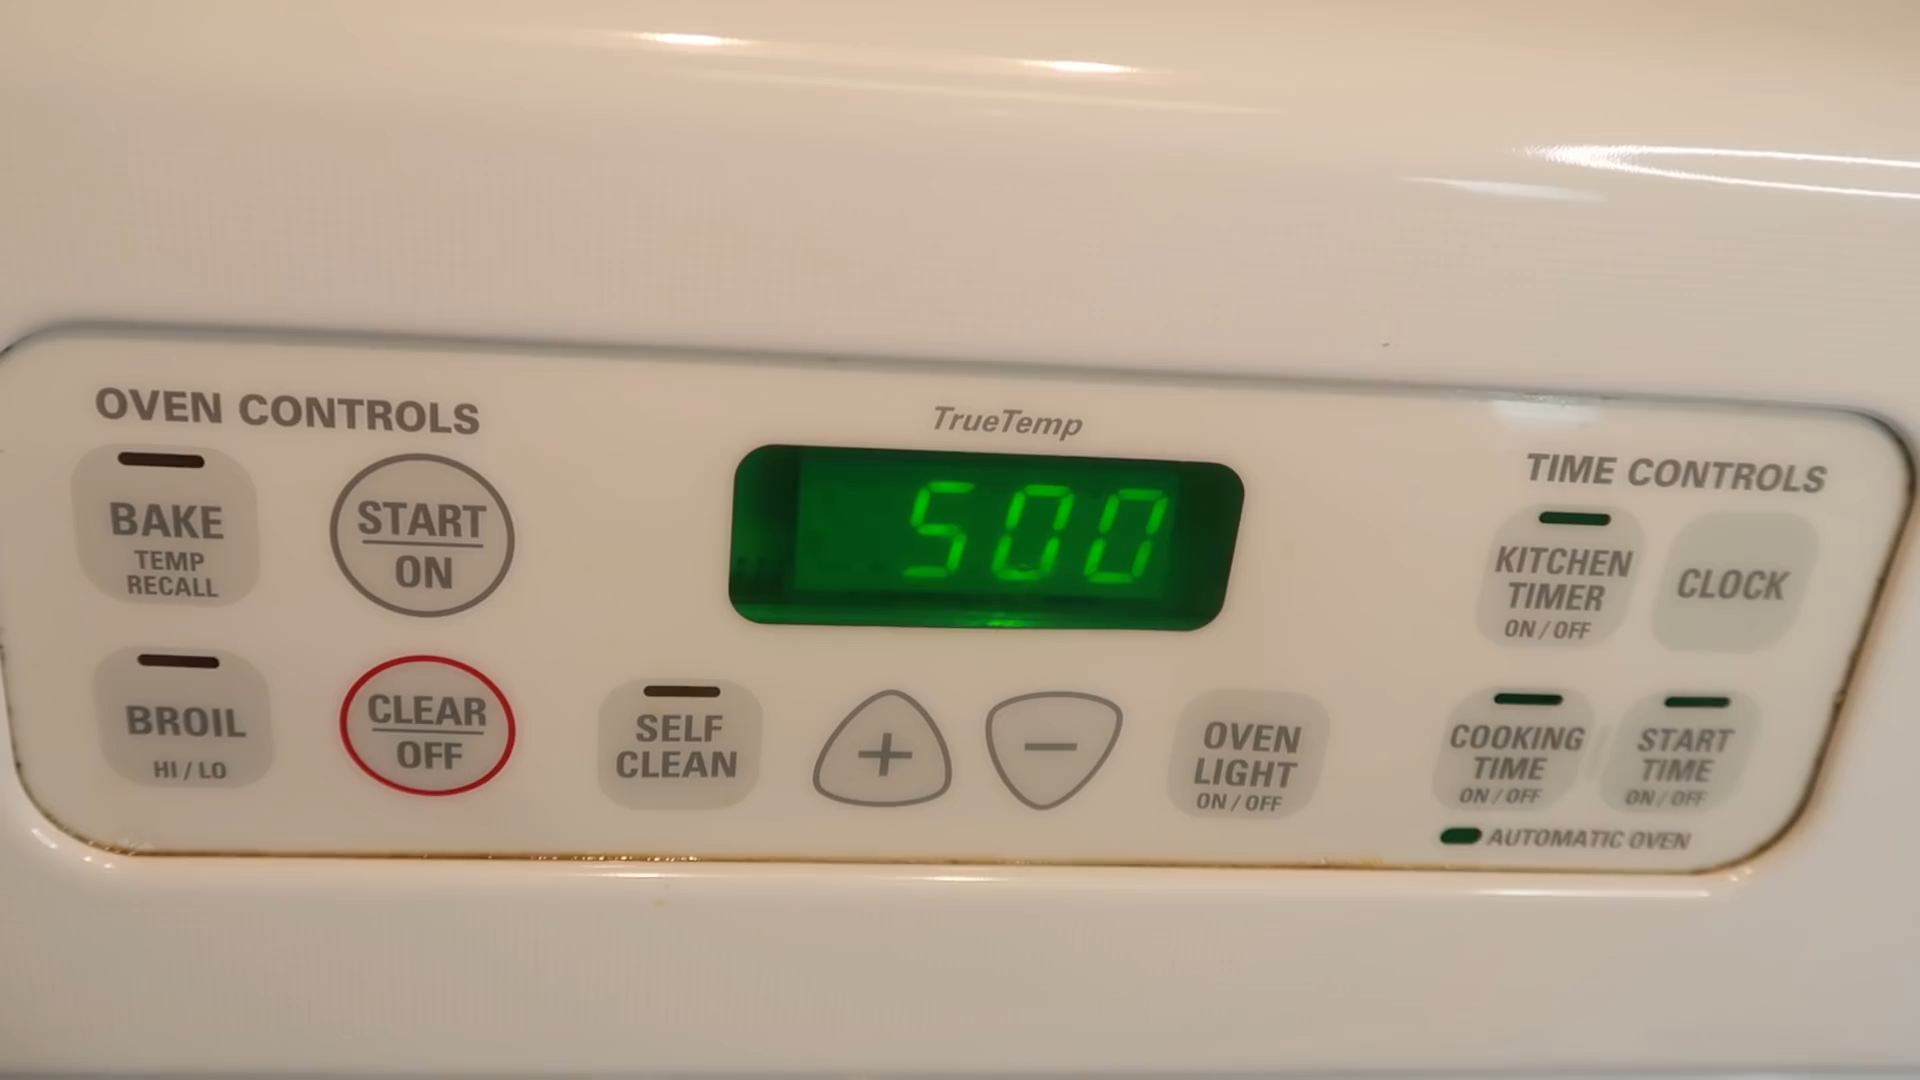 OVEN CONTROLS
BAKE
TEMP
RECALL
START
ON
BROIL
HI / LO
CLEAR
OFF
SELF
CLEAN
TrueTemp
500
+
−
OVEN
LIGHT
ON / OFF
TIME CONTROLS
KITCHEN
TIMER
ON / OFF
CLOCK
COOKING
TIME
ON / OFF
START
TIME
ON / OFF
AUTOMATIC OVEN